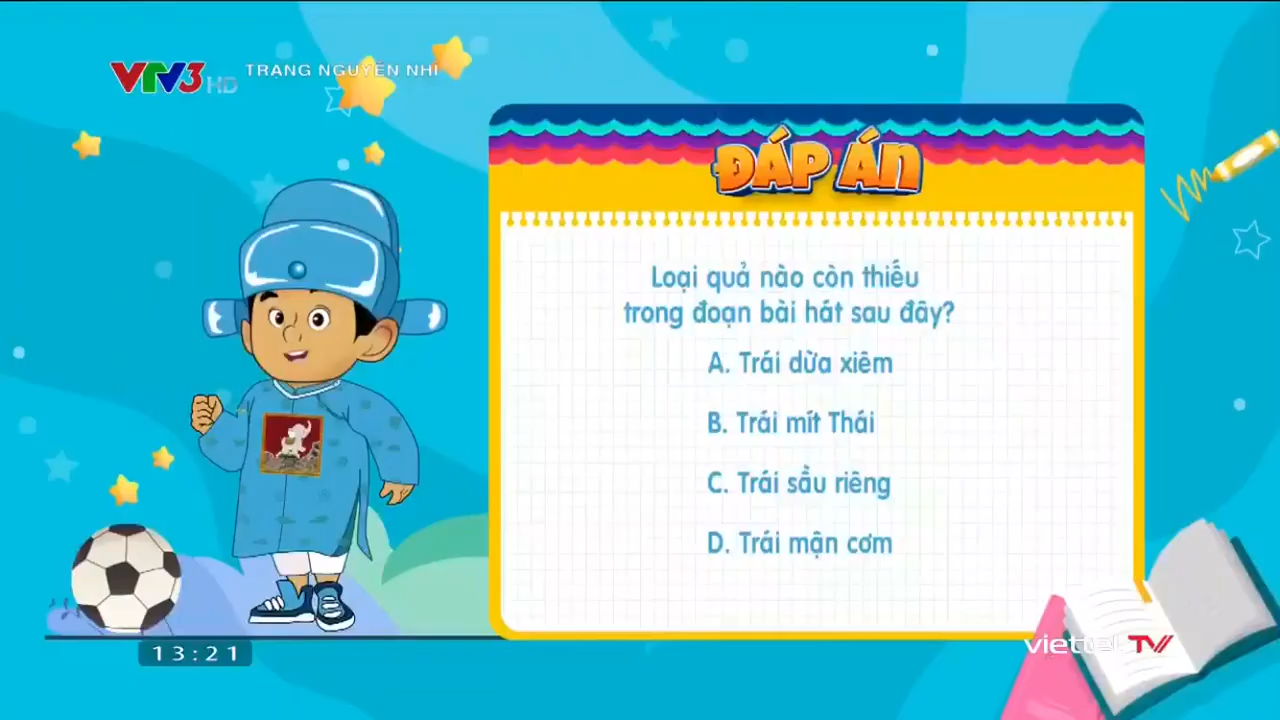 VTV3 HD
TRẠNG NGUYÊN NHÍ
ĐÁP ÁN
Loại quả nào còn thiếu
trong đoạn bài hát sau đây?
A. Trái dừa xiêm
B. Trái mít Thái
C. Trái sầu riêng
D. Trái mận cơm
13:21
viettel TV